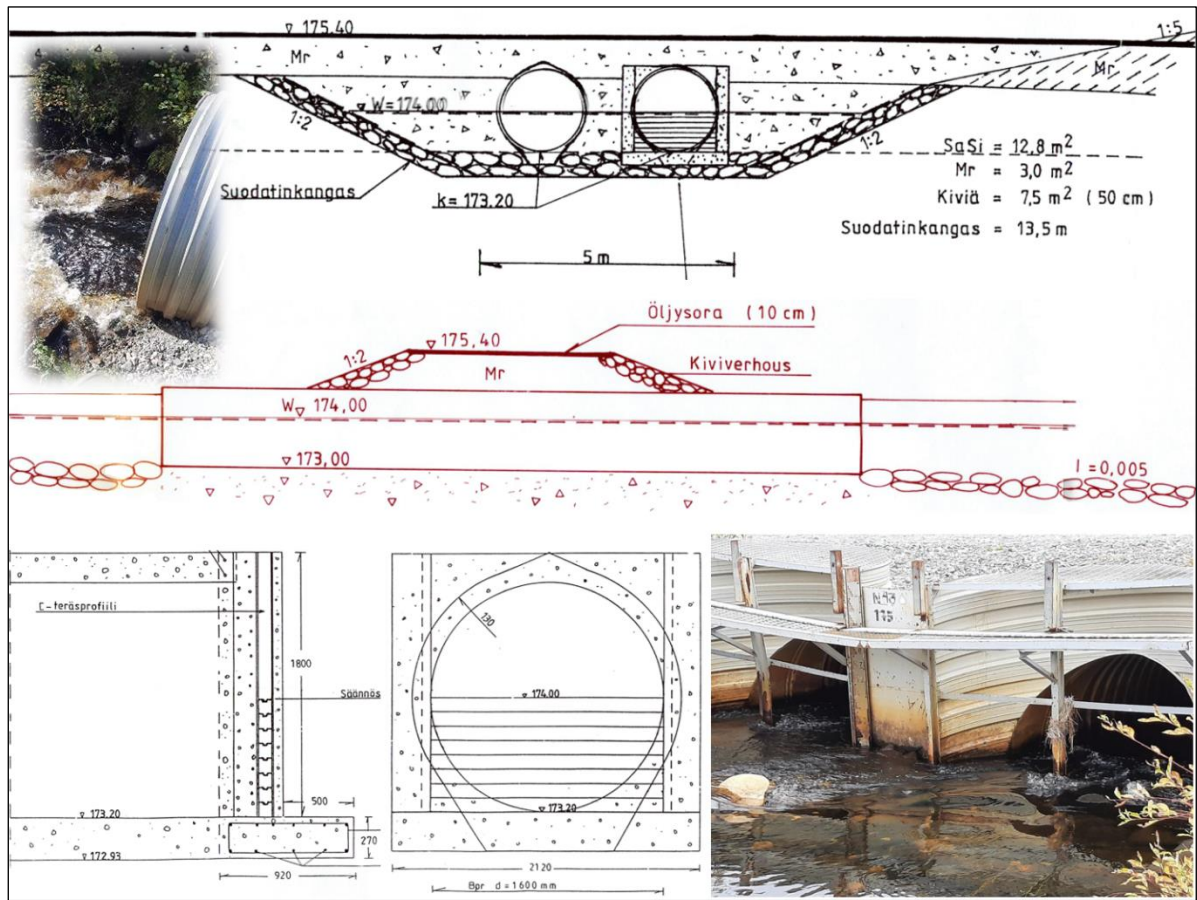 175,40
1:5
Mr
Mr
W= 174,00
1:2
1:2
Suodatinkangas
k= 173.20
SaSi = 12,8 m²
Mr = 3,0 m²
Kiviä = 7,5 m² ( 50 cm )
Suodatinkangas = 13,5 m
5 m
Öljysora ( 10 cm )
175,40
1:2
Mr
Kiviverhous
W 174,00
173,00
I = 0,005
C-teräsprofiili
1800
Säännös
500
173.20
270
172.93
920
130
174.00
173.20
2120
Bpr d = 1600 mm
115